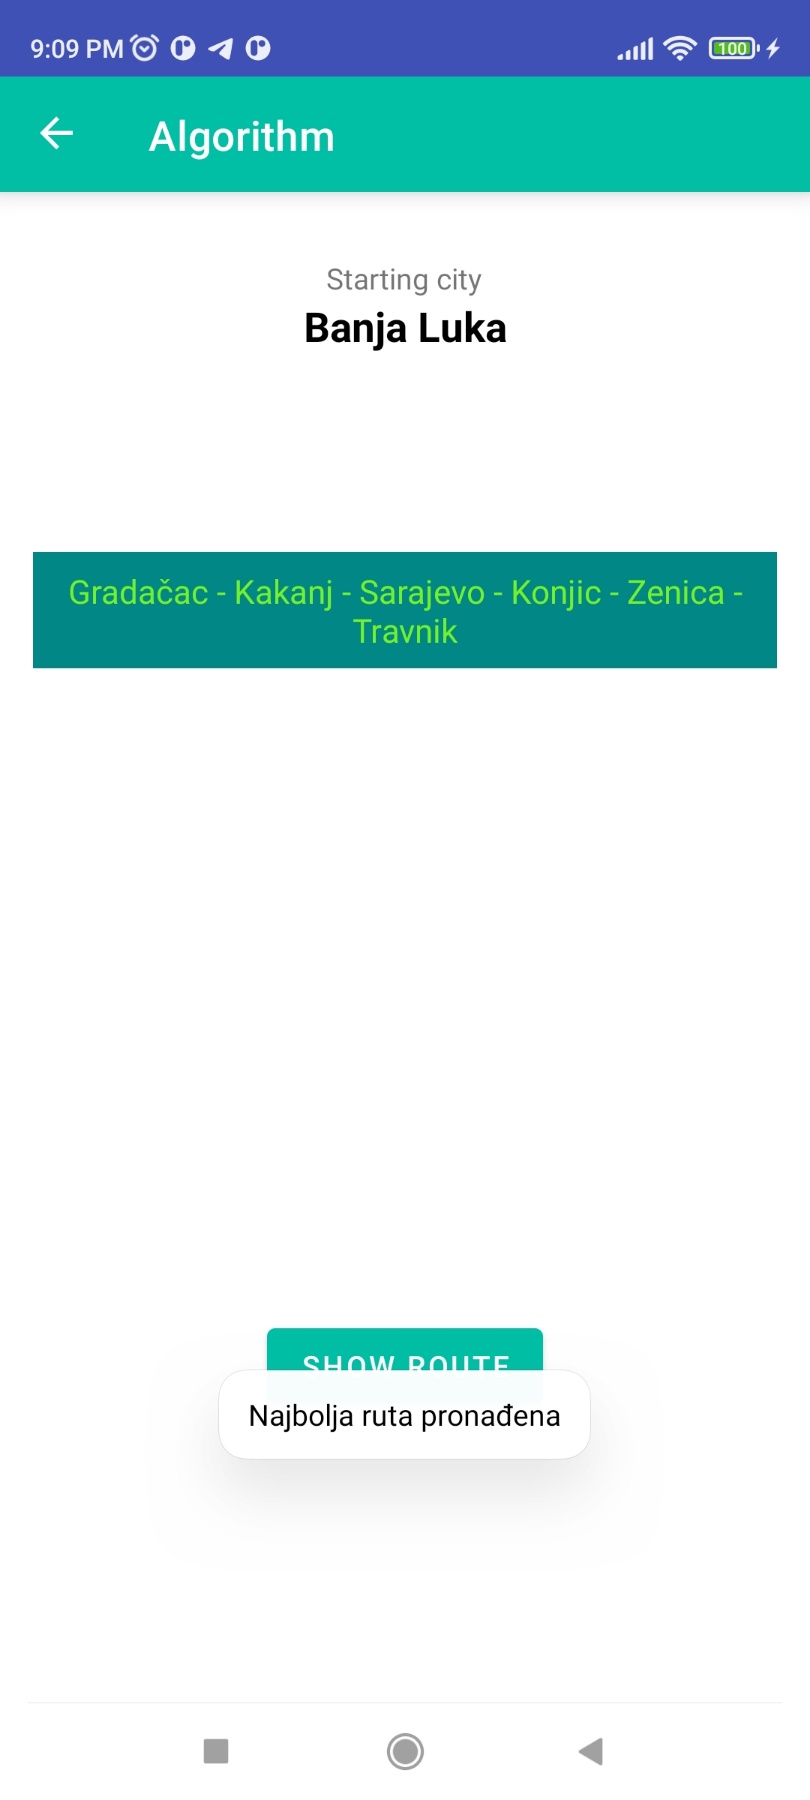 9:09 PM
100
Algorithm
Starting city
Banja Luka
Gradačac - Kakanj - Sarajevo - Konjic - Zenica -
Travnik
SHOW ROUTE
Najbolja ruta pronađena